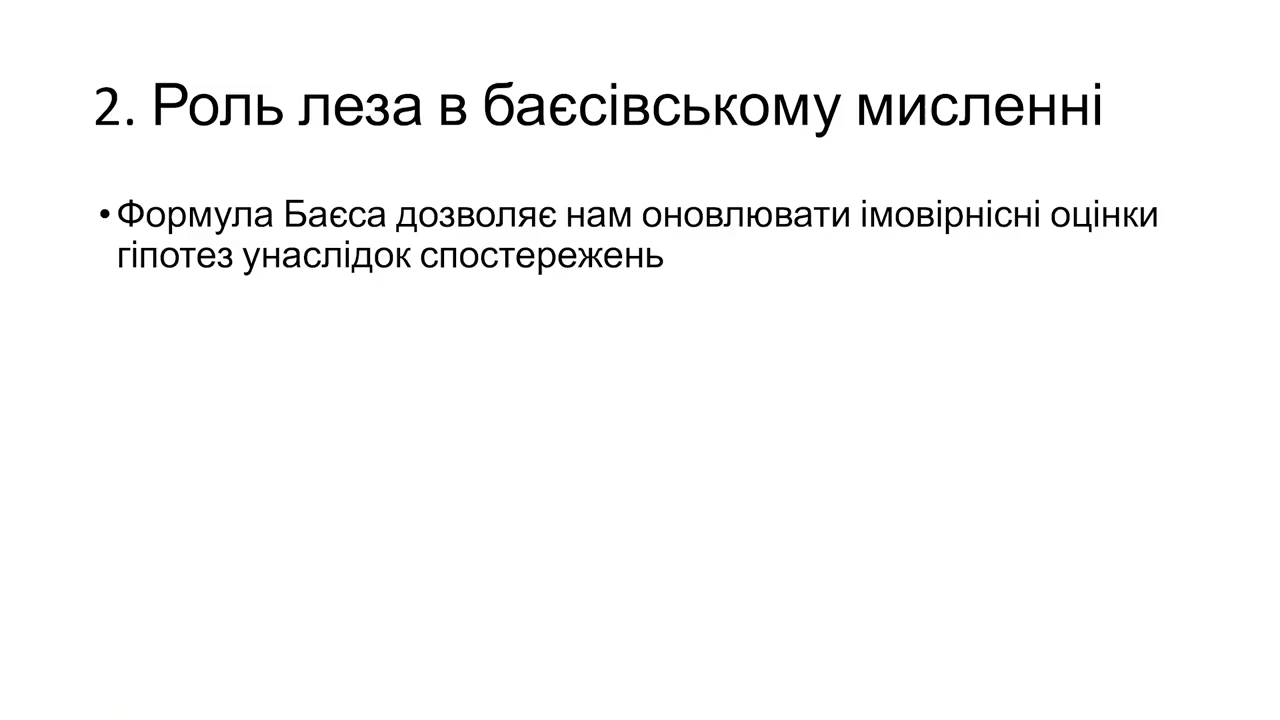 2. Роль леза в баєсівському мисленні
• Формула Баєса дозволяє нам оновлювати імовірнісні оцінки
гіпотез унаслідок спостережень